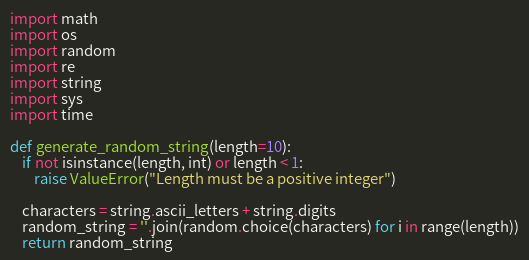 import math
import os
import random
import re
import string
import sys
import time
def generate_random_string(length=10):
if not isinstance(length, int) or length < 1:
raise ValueError("Length must be a positive integer")
characters = string.ascii_letters + string.digits
random_string = ''.join(random.choice(characters) for i in range(length))
return random_string